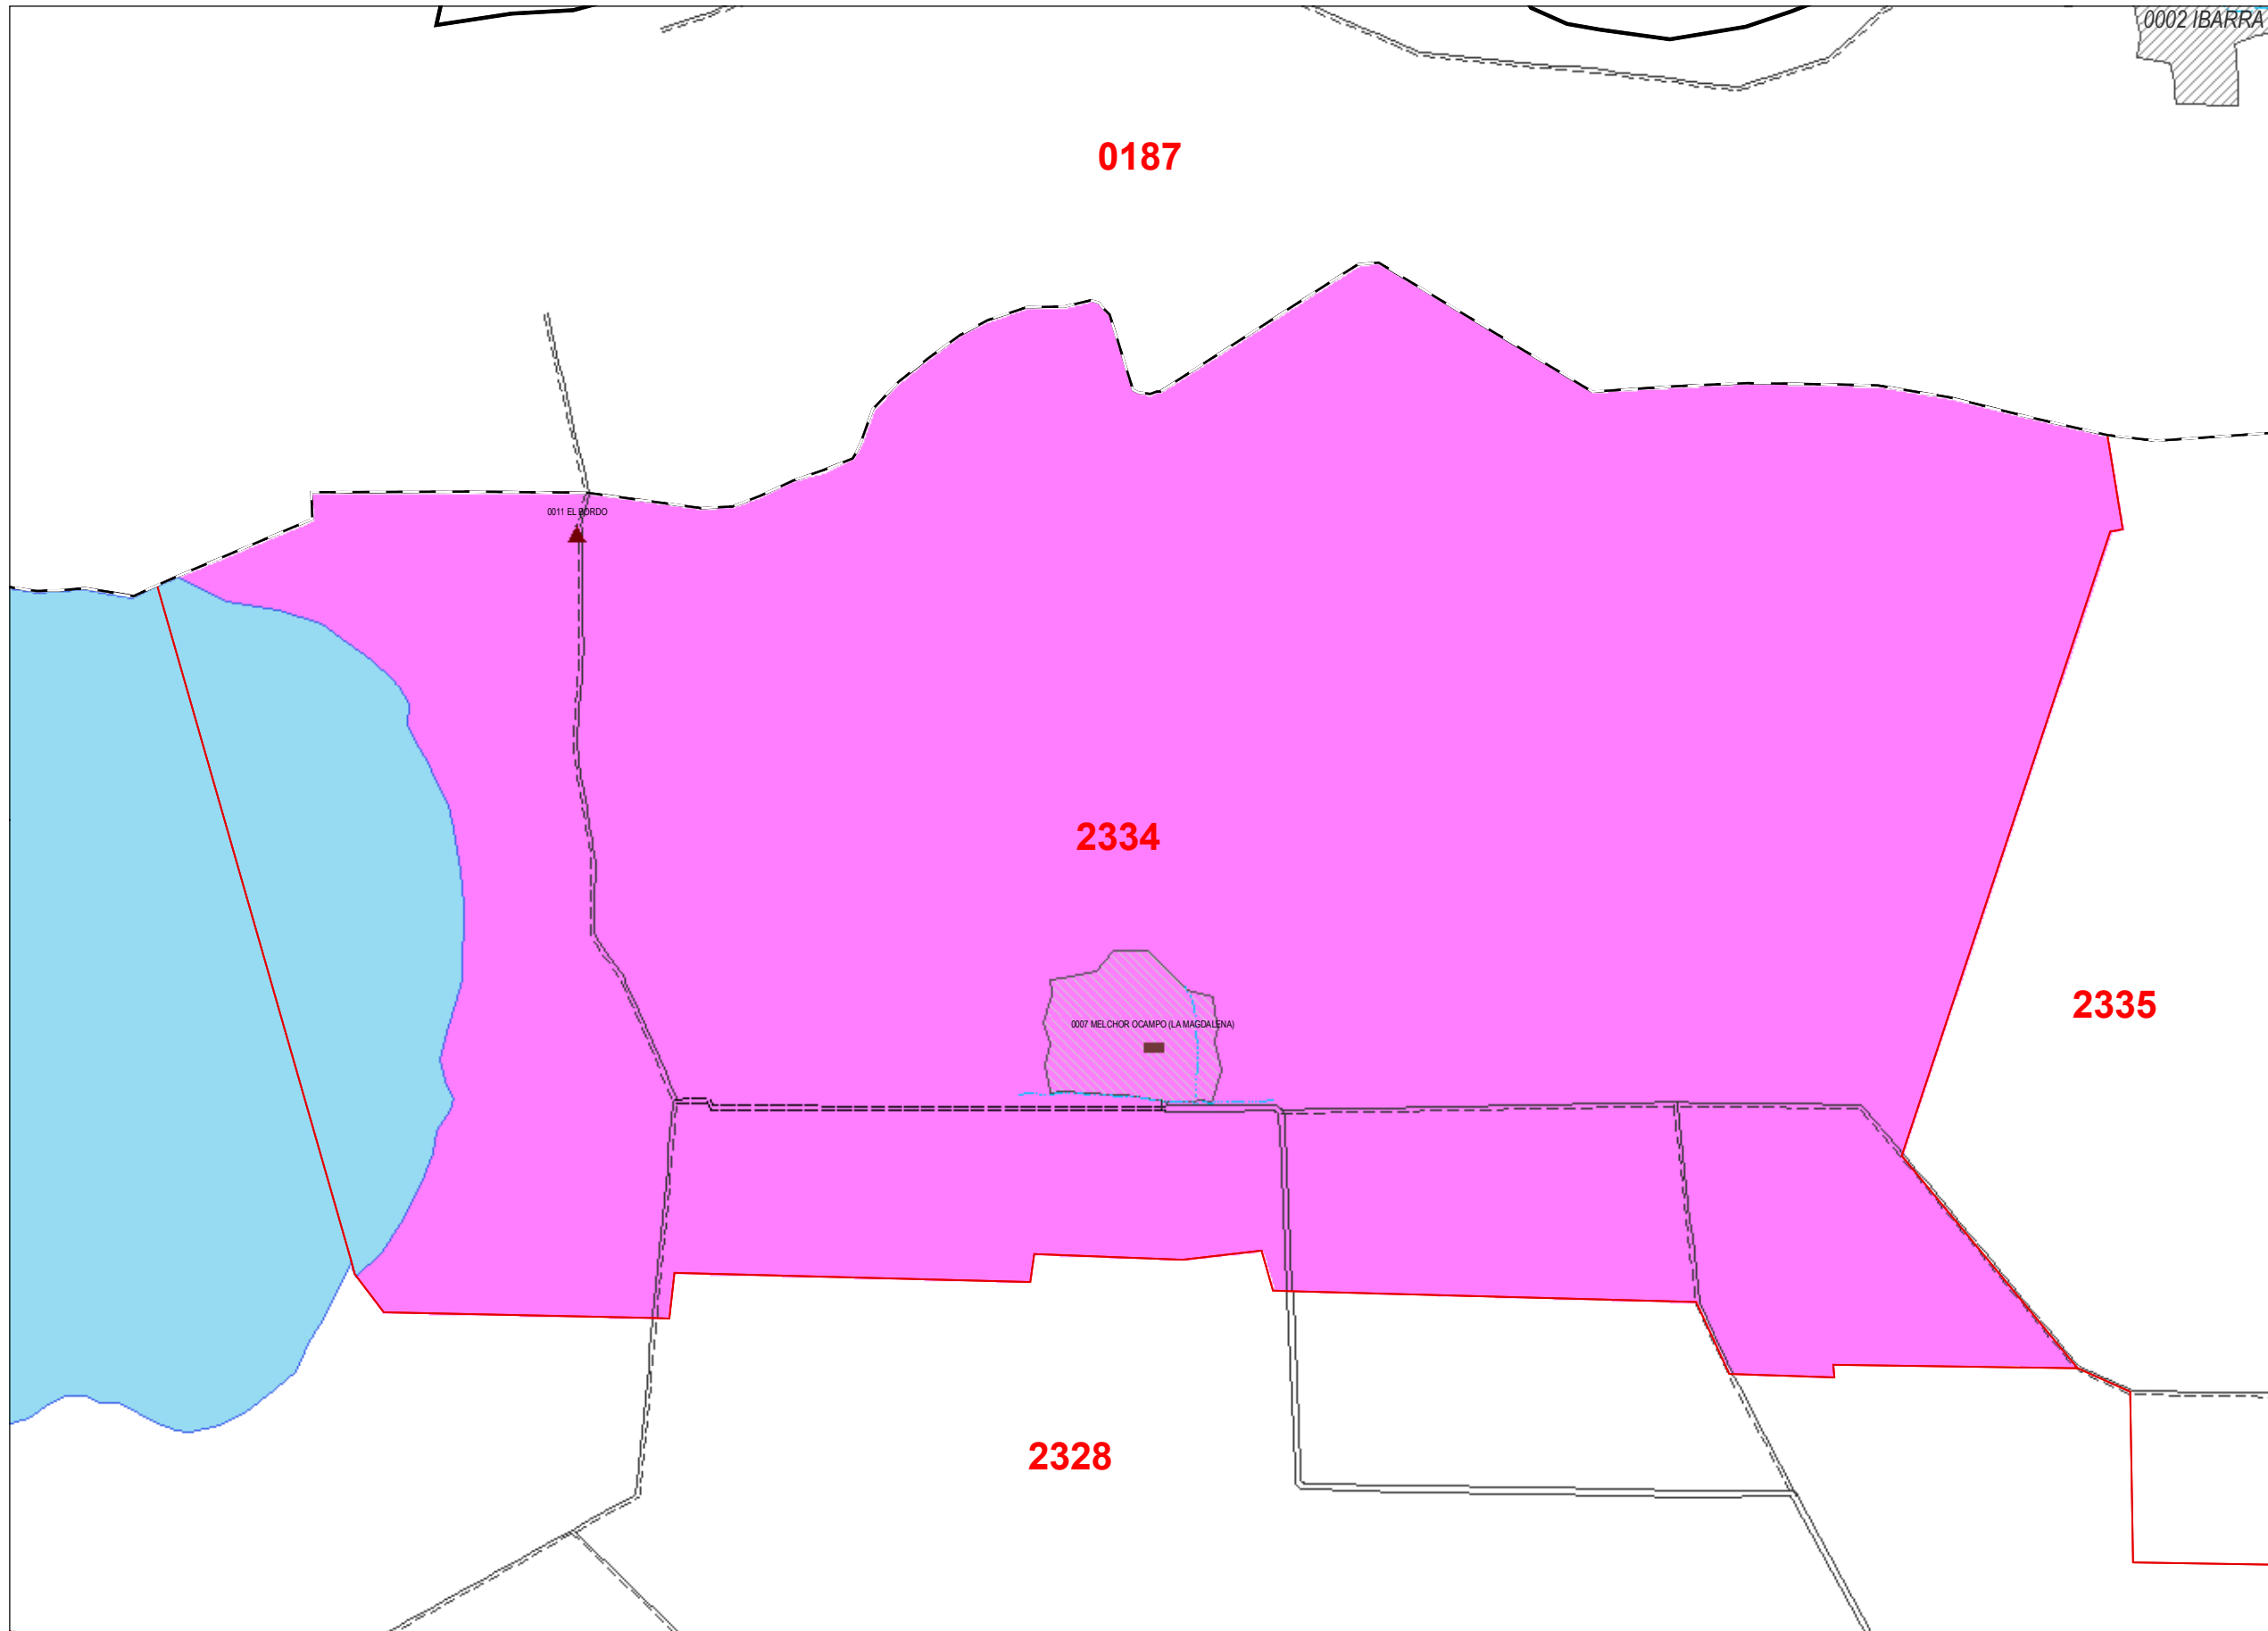 0002 IBARRA
0187
0011 EL BORDO
2334
2335
0007 MELCHOR OCAMPO (LA MAGDALENA)
2328